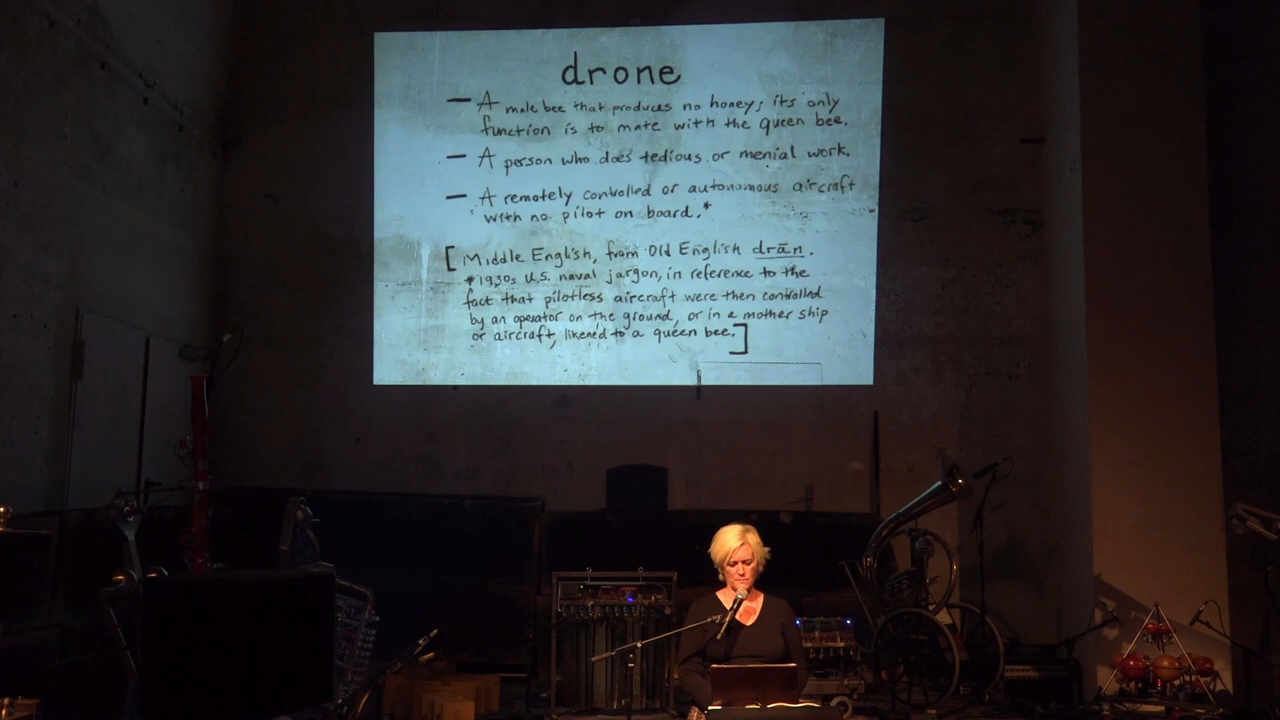 drone
– A male bee that produces no honey; its only
function is to mate with the queen bee.
– A person who does tedious or menial work.
– A remotely controlled or autonomous aircraft
with no pilot on board.*
[Middle English, from Old English drān.
*1930s U.S. naval jargon, in reference to the
fact that pilotless aircraft were then controlled
by an operator on the ground, or in a mother ship
or aircraft, likened to a queen bee.]